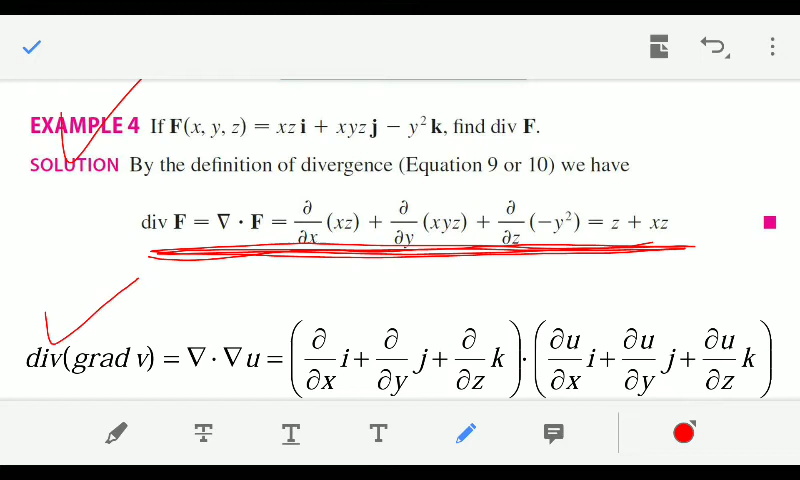 EXAMPLE 4 If F(x, y, z) = xz i + xyz j − y² k, find div F.
SOLUTION By the definition of divergence (Equation 9 or 10) we have
div F = ∇ · F = ∂/∂x (xz) + ∂/∂y (xyz) + ∂/∂z (−y²) = z + xz
div(grad v) = ∇ · ∇ u = (∂/∂x i + ∂/∂y j + ∂/∂z k) · (∂u/∂x i + ∂u/∂y j + ∂u/∂z k)
T T T